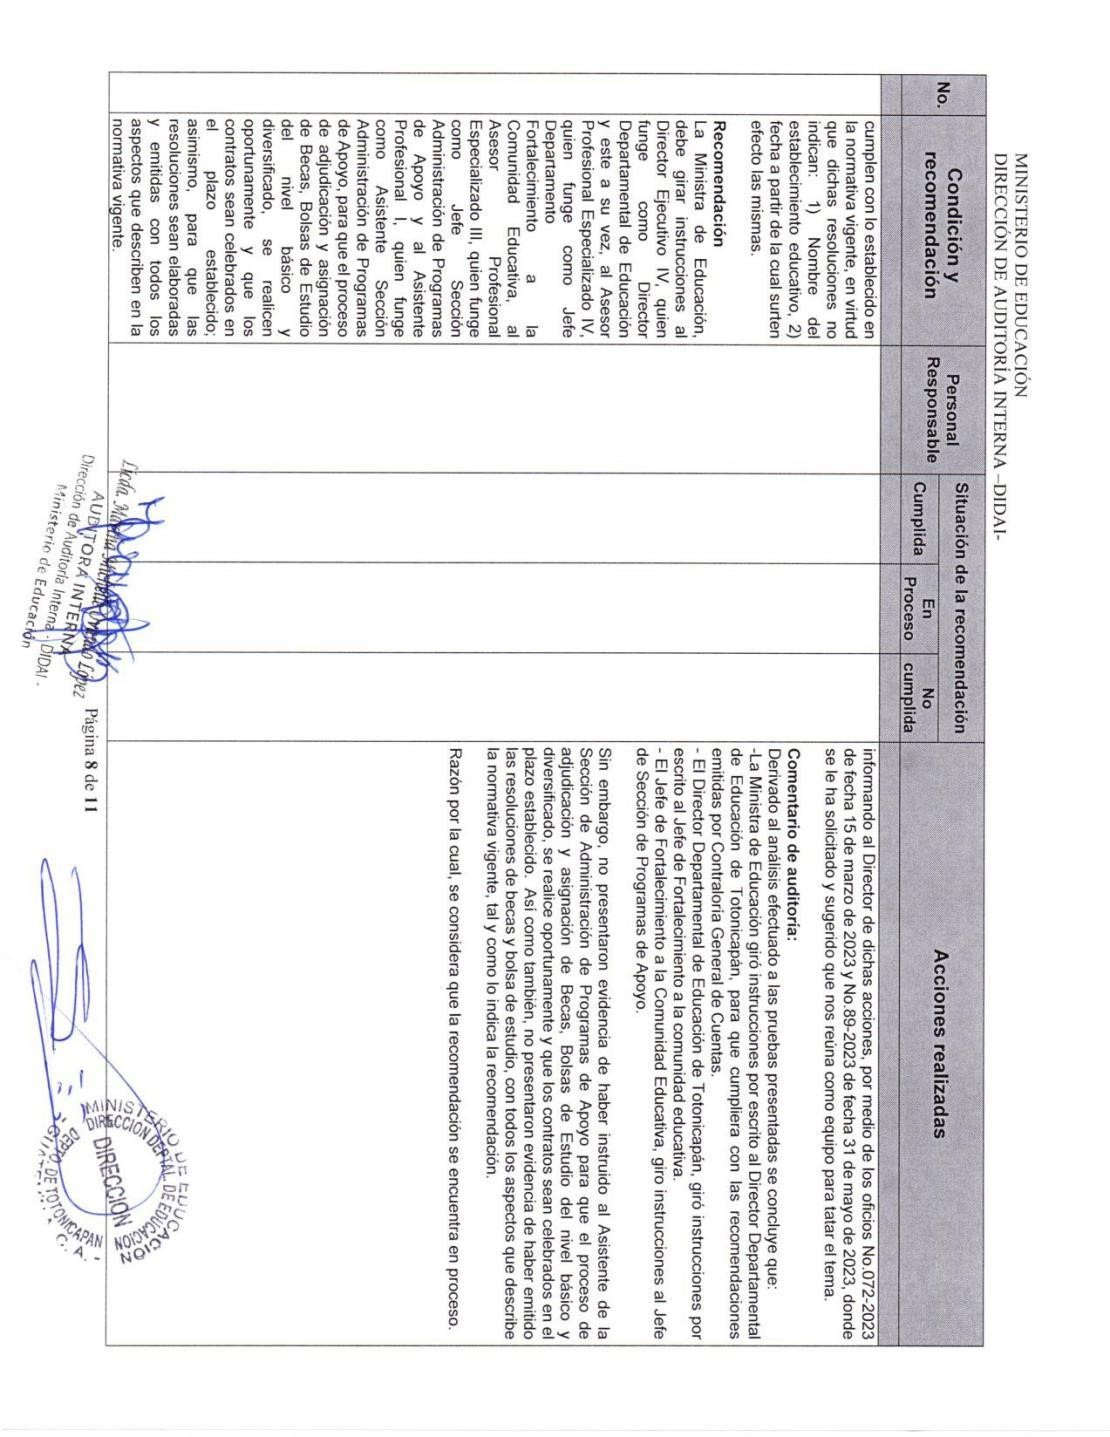 MINISTERIO DE EDUCACIÓN
DIRECCIÓN DE AUDITORÍA INTERNA –DIDAI-
No.
Condición y
recomendación
Personal
Responsable
Situación de la recomendación
Cumplida
En
Proceso
No
cumplida
Acciones realizadas
cumplen con lo establecido en
la normativa vigente, en virtud
que dichas resoluciones no
indican: 1) Nombre del
establecimiento educativo, 2)
fecha a partir de la cual surten
efecto las mismas.
Recomendación
La Ministra de Educación,
debe girar instrucciones al
Director Ejecutivo IV, quien
funge como Director
Departamental de Educación
y este a su vez, al Asesor
Profesional Especializado IV,
quien funge como Jefe
Departamento de
Fortalecimiento a la
Comunidad Educativa, al
Asesor Profesional
Especializado III, quien funge
como Jefe Sección
Administración de Programas
de Apoyo y al Asistente
Profesional I, quien funge
como Asistente Sección
Administración de Programas
de Apoyo, para que el proceso
de adjudicación y asignación
de Becas, Bolsas de Estudio
del nivel básico y
diversificado, se realicen
oportunamente y que los
contratos sean celebrados en
el plazo establecido;
asimismo, para que las
resoluciones sean elaboradas
y emitidas con todos los
aspectos que describen en la
normativa vigente.
informando al Director de dichas acciones, por medio de los oficios No.072-2023
de fecha 15 de marzo de 2023 y No.89-2023 de fecha 31 de mayo de 2023, donde
se le ha solicitado y sugerido que nos reúna como equipo para tatar el tema.
Comentario de auditoría:
Derivado al análisis efectuado a las pruebas presentadas se concluye que:
-La Ministra de Educación giró instrucciones por escrito al Director Departamental
de Educación de Totonicapán, para que cumpliera con las recomendaciones
emitidas por Contraloría General de Cuentas.
- El Director Departamental de Educación de Totonicapán, giró instrucciones por
escrito al Jefe de Fortalecimiento a la comunidad educativa.
- El Jefe de Fortalecimiento a la Comunidad Educativa, giro instrucciones al Jefe
de Sección de Programas de Apoyo.
Sin embargo, no presentaron evidencia de haber instruido al Asistente de la
Sección de Administración de Programas de Apoyo para que el proceso de
adjudicación y asignación de Becas, Bolsas de Estudio del nivel básico y
diversificado, se realice oportunamente y que los contratos sean celebrados en el
plazo establecido. Así como también, no presentaron evidencia de haber emitido
las resoluciones de becas y bolsa de estudio, con todos los aspectos que describe
la normativa vigente, tal y como lo indica la recomendación.
Razón por la cual, se considera que la recomendación se encuentra en proceso.
Licda. López
AUDITORA INTERNA
Dirección de Auditoría Interna - DIDAI -
Ministerio de Educación
Página 8 de 11
MINISTERIO DE EDUCACION
DIRECCION DEPTAL. DE EDUCACION
DIRECCION
DEPTO. DE TOTONICAPAN
C. A.